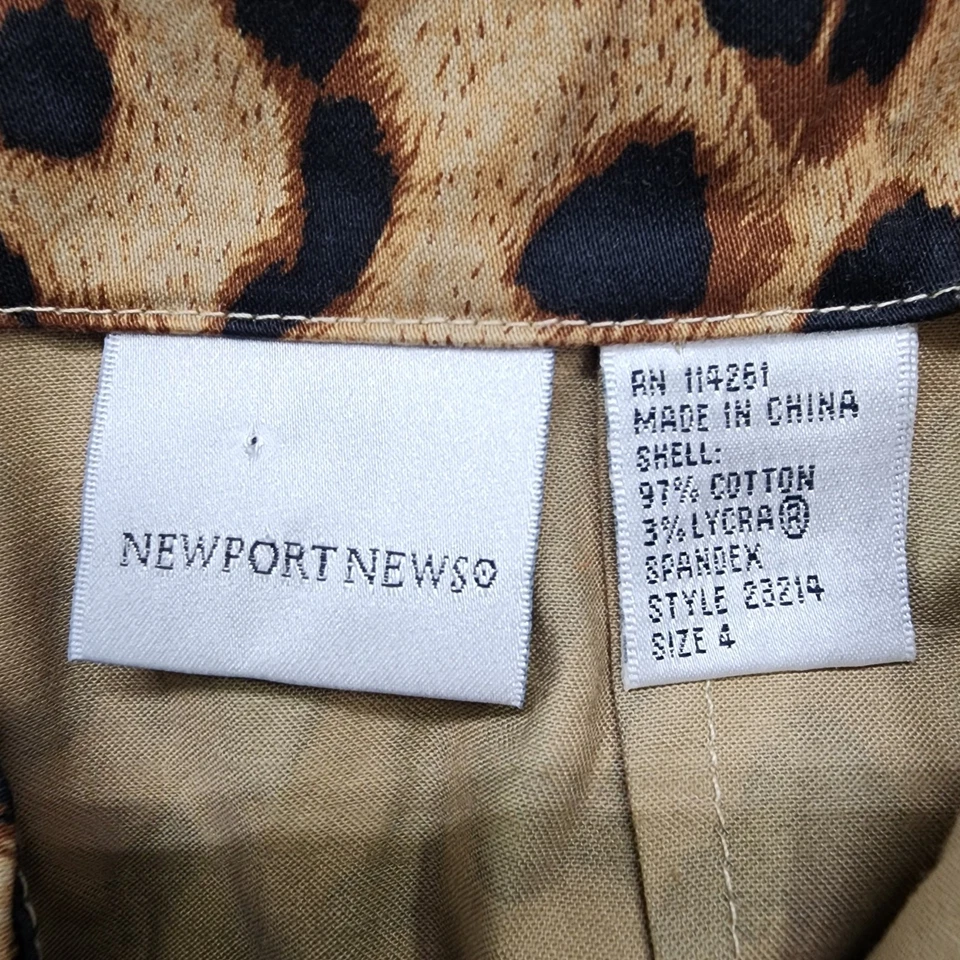 NEWPORT NEWS®
RN 114261
MADE IN CHINA
SHELL:
97% COTTON
3% LYCRA®
SPANDEX
STYLE 23214
SIZE 4